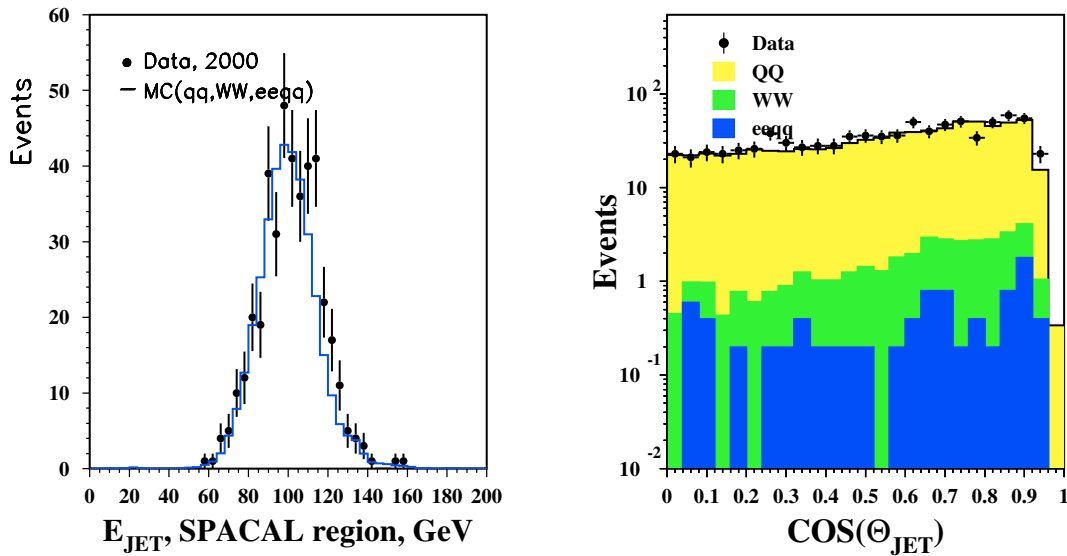 60
50
40
30
20
10
0
Events
Data, 2000
MC(qq,WW,eeqq)
0 20 40 60 80 100 120 140 160 180 200
E_JET, SPACAL region, GeV
10^2
10
1
10^-1
10^-2
Events
Data
QQ
WW
eeqq
0 0.1 0.2 0.3 0.4 0.5 0.6 0.7 0.8 0.9 1
COS(Θ_JET)